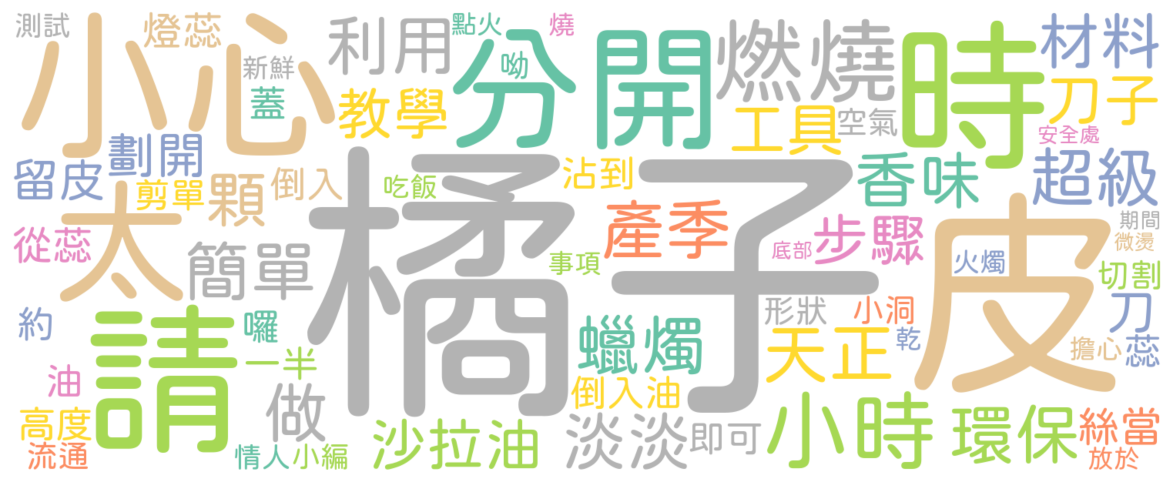 測試
燈蕊
小心
新鮮
蓋
利用
點火
燒
分開
呦
燃燒
時
材料
刀子
教學
工具
空氣
安全處
劃開
留皮
剪單
顆
倒入
吃飯
沾到
香味
超級
太
橘子
產季
步驟
皮
期間
微燙
從蕊
簡單
事項
底部
火燭
切割
約
請
囉
一半
蠟燭
形狀
小洞
天正
乾
刀
擔心
蕊
油
做
倒入油
高度
流通
情人
小編
沙拉油
淡淡
即可
小時
環保
絲當
放於